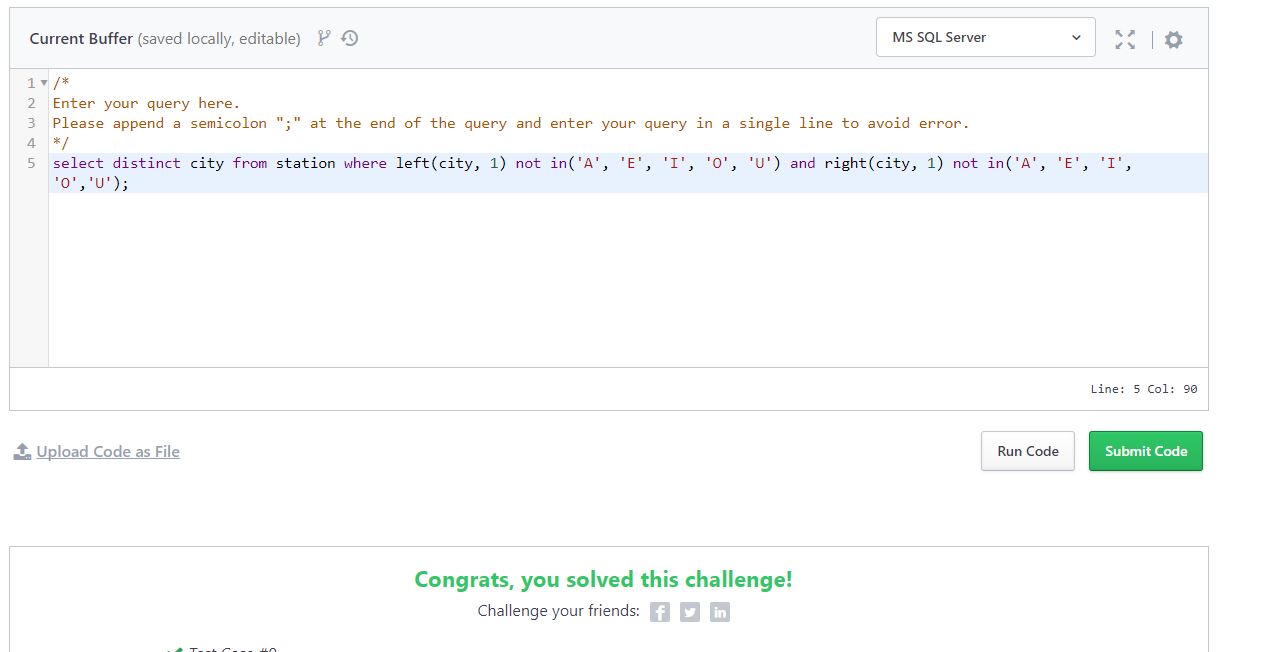 Current Buffer (saved locally, editable)
MS SQL Server
1 /*
2 Enter your query here.
3 Please append a semicolon ";" at the end of the query and enter your query in a single line to avoid error.
4 */
5 select distinct city from station where left(city, 1) not in('A', 'E', 'I', 'O', 'U') and right(city, 1) not in('A', 'E', 'I',
'O','U');
Line: 5 Col: 90
Upload Code as File
Run Code
Submit Code
Congrats, you solved this challenge!
Challenge your friends:
Test Case #0